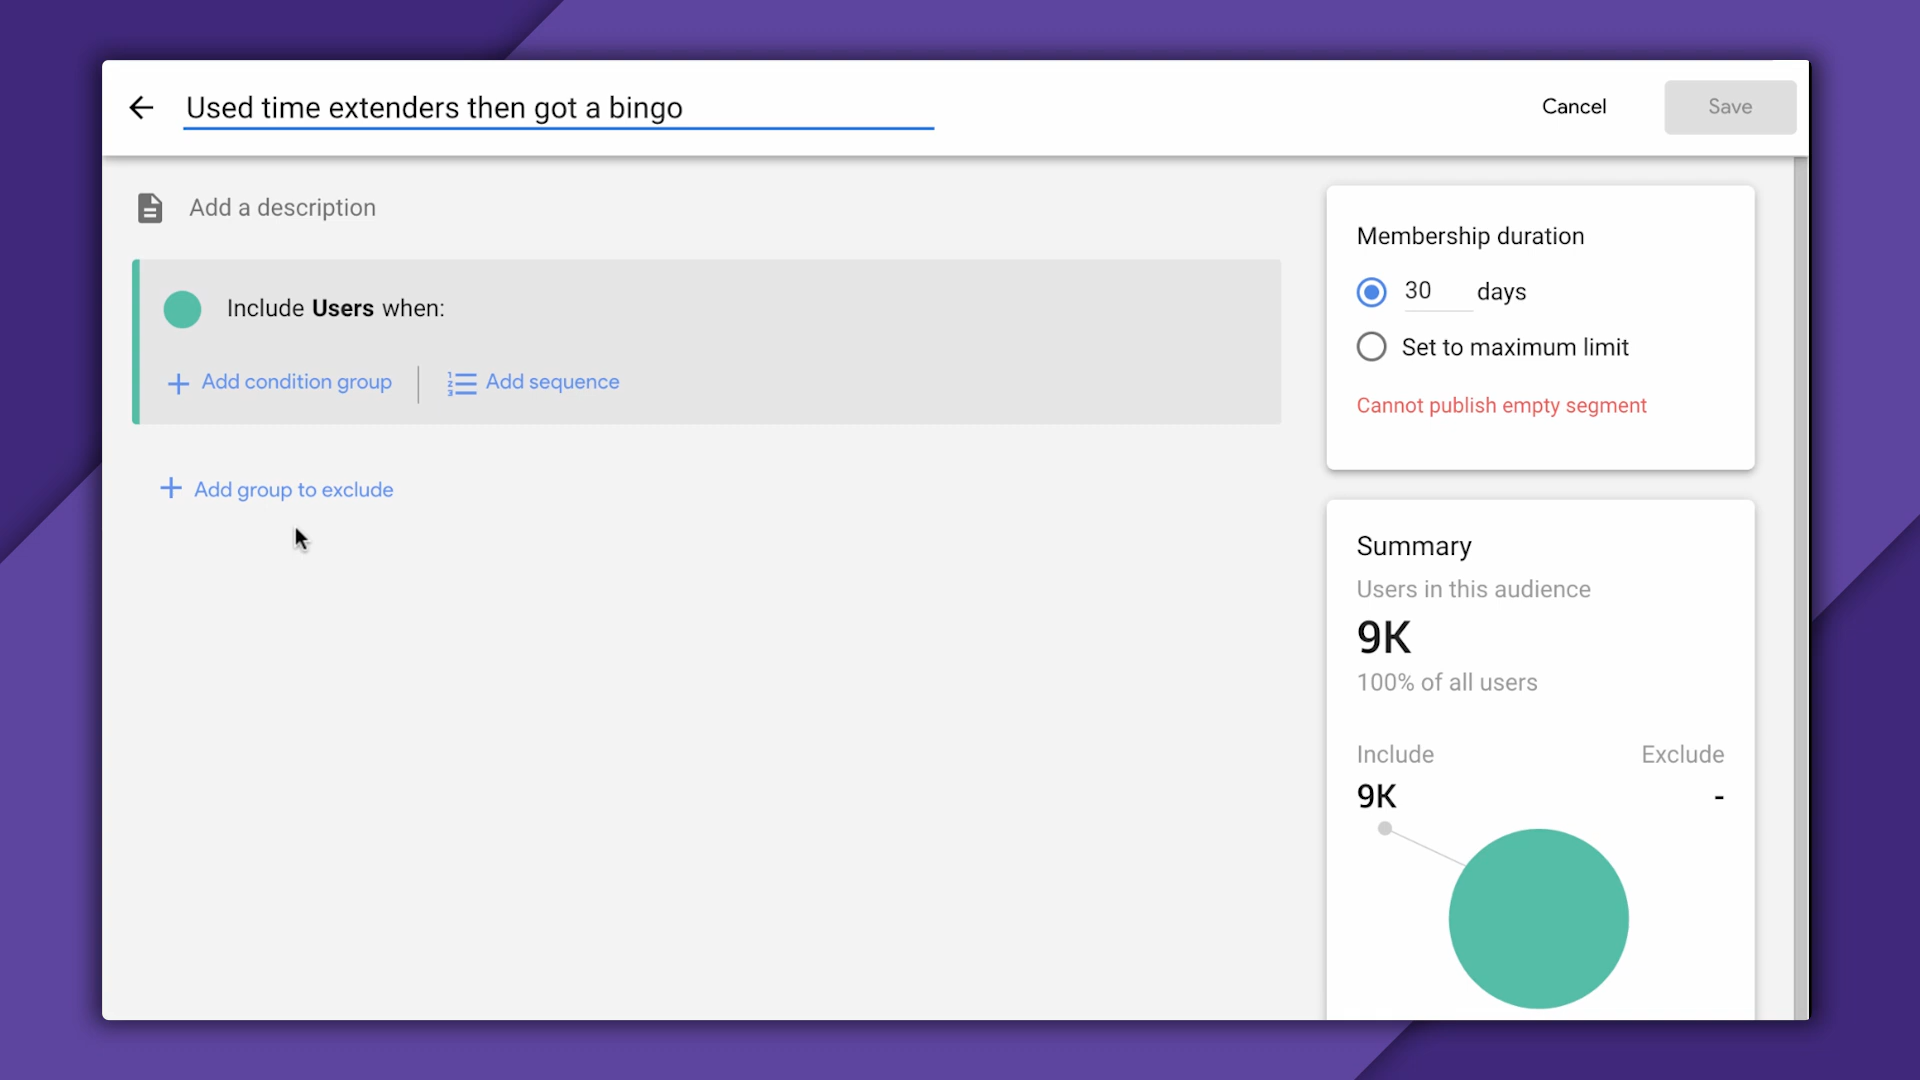 Used time extenders then got a bingo
Cancel
Save
Add a description
Include Users when:
Add condition group
Add sequence
Add group to exclude
Membership duration
30 days
Set to maximum limit
Cannot publish empty segment
Summary
Users in this audience
9K
100% of all users
Include
Exclude
9K
-